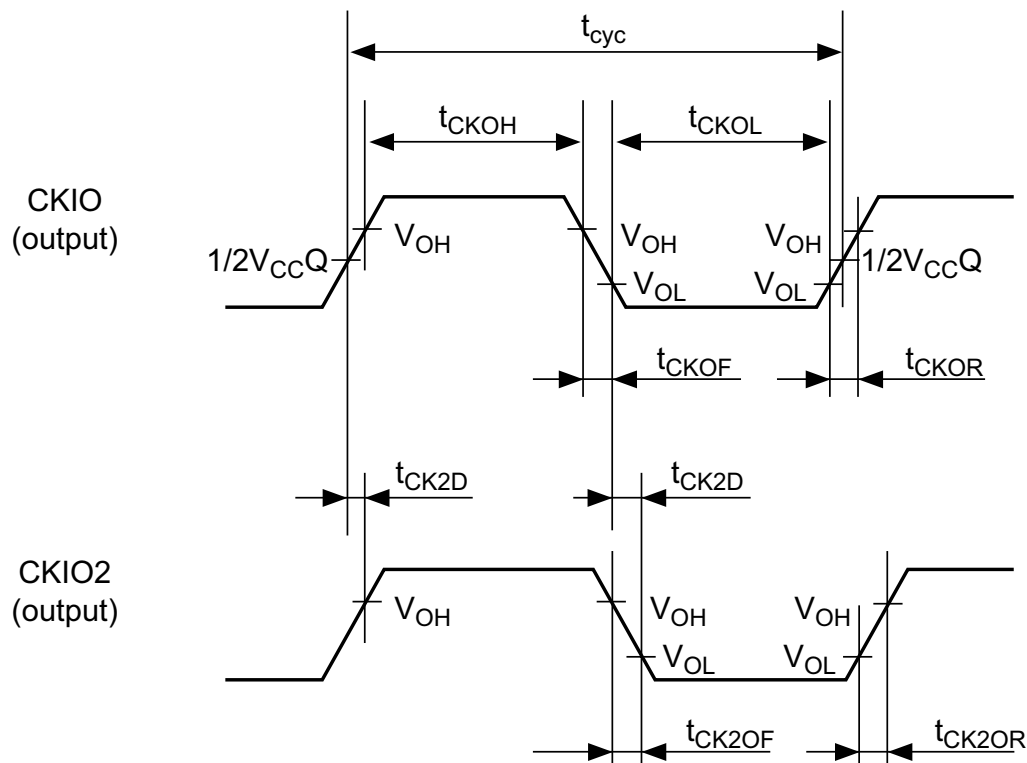 tcyc
tCKOH
tCKOL
CKIO
(output)
VOH
VOH
VOH
1/2VCCQ
1/2VCCQ
VOL
VOL
tCKOF
tCKOR
tCK2D
tCK2D
CKIO2
(output)
VOH
VOH
VOH
VOL
VOL
tCK2OF
tCK2OR